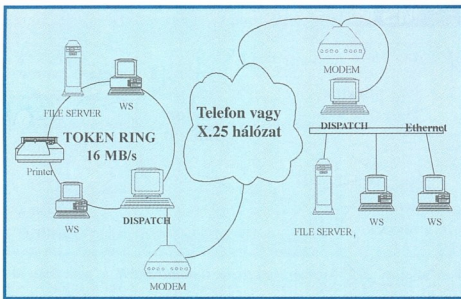 MODEM
FILE SERVER
WS
Telefon vagy
X.25 hálózat
DISPATCH
Ethernet
TOKEN RING
16 MB/s
Printer
WS
DISPATCH
FILE SERVER
WS
WS
MODEM